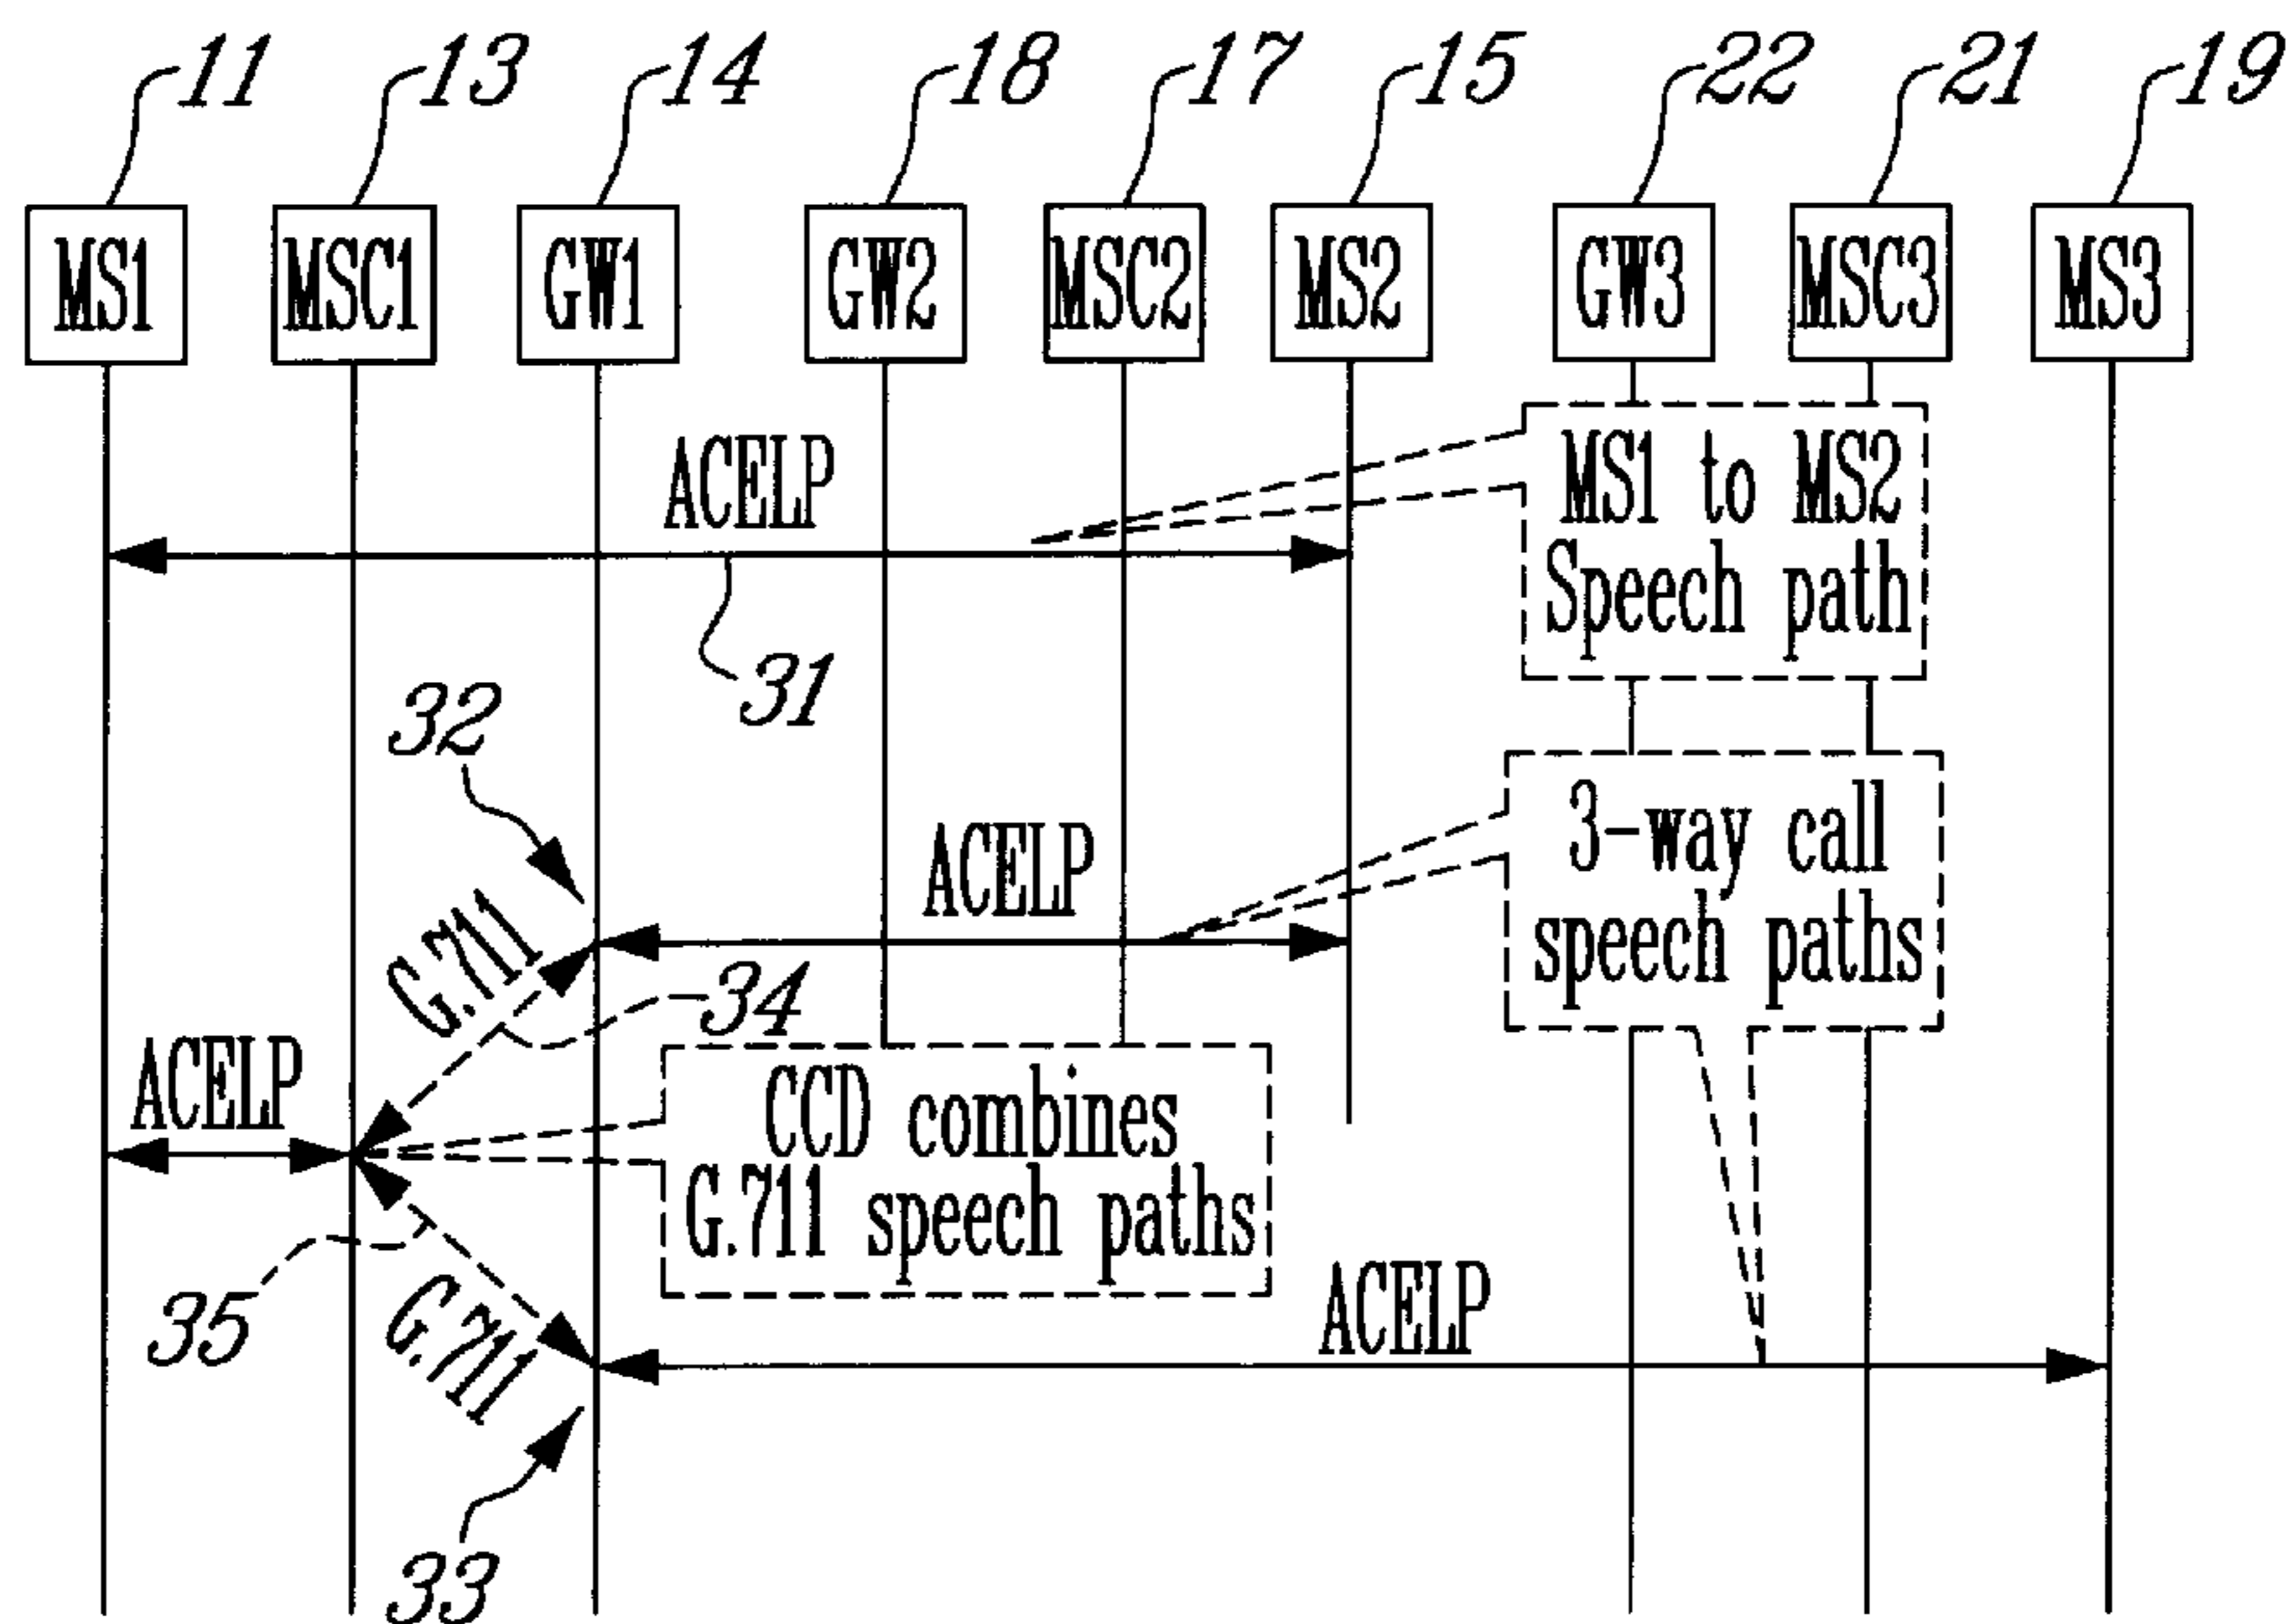 11 13 14 18 17 15 22 21 19
MS1 MSC1 GW1 GW2 MSC2 MS2 GW3 MSC3 MS3
ACELP
MS1 to MS2
Speech path
31
32
3-way call
speech paths
ACELP
G.711
34
ACELP
CCD combines
G.711 speech paths
35
G.711
ACELP
33